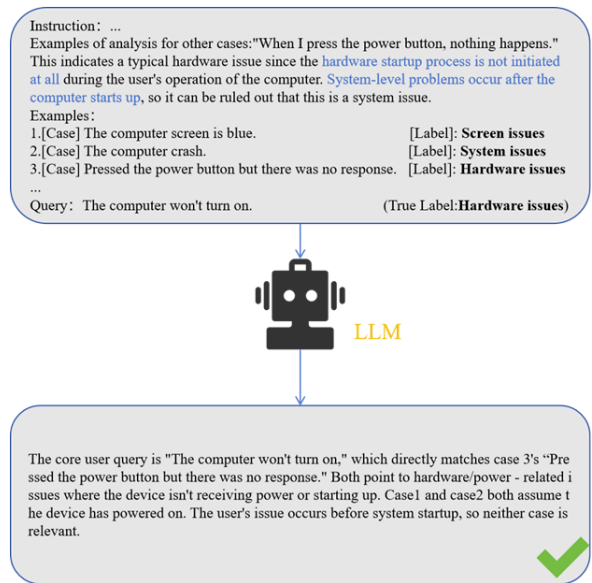 Instruction: ...
Examples of analysis for other cases:"When I press the power button, nothing happens."
This indicates a typical hardware issue since the hardware startup process is not initiated
at all during the user's operation of the computer. System-level problems occur after the
computer starts up, so it can be ruled out that this is a system issue.
Examples:
1.[Case] The computer screen is blue. [Label]: Screen issues
2.[Case] The computer crash. [Label]: System issues
3.[Case] Pressed the power button but there was no response. [Label]: Hardware issues
...
Query: The computer won't turn on. (True Label:Hardware issues)
LLM
The core user query is "The computer won't turn on," which directly matches case 3's “Pre
ssed the power button but there was no response." Both point to hardware/power - related i
ssues where the device isn't receiving power or starting up. Case1 and case2 both assume t
he device has powered on. The user's issue occurs before system startup, so neither case is
relevant.